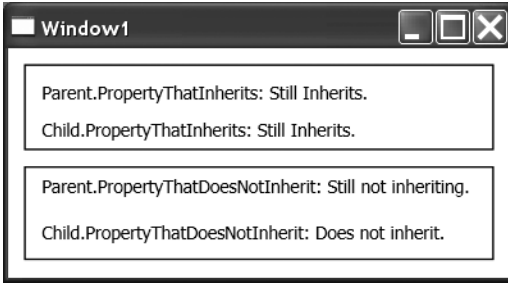 Window1
Parent.PropertyThatInherits: Still Inherits.
Child.PropertyThatInherits: Still Inherits.
Parent.PropertyThatDoesNotInherit: Still not inheriting.
Child.PropertyThatDoesNotInherit: Does not inherit.